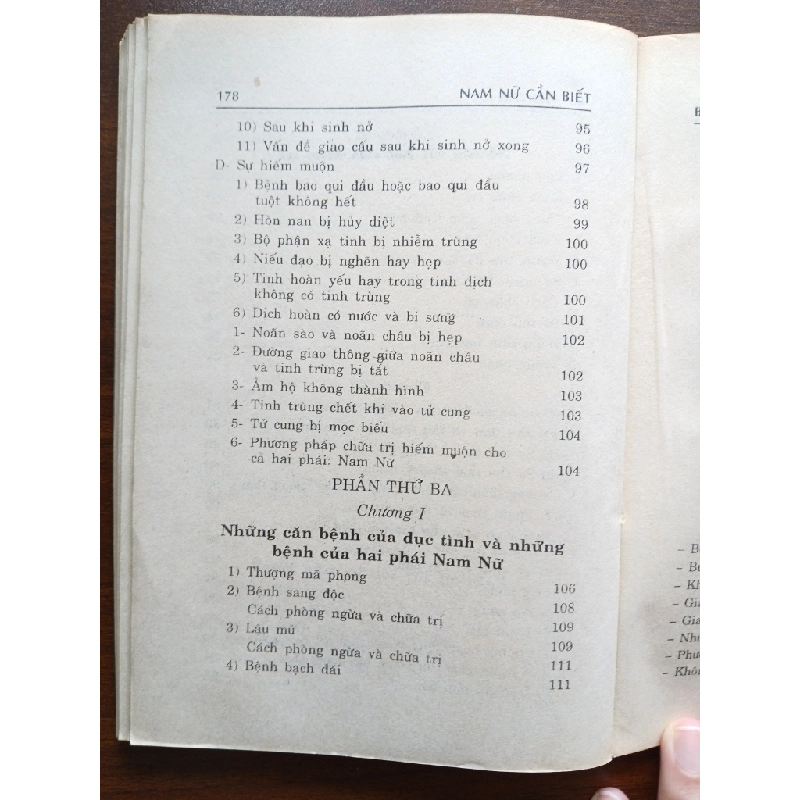 178 NAM NỮ CẦN BIẾT
10) Sau khi sinh nở 95
11) Vấn đề giao cấu sau khi sinh nở xong 96
D- Sự hiếm muộn 97
1) Bệnh bao qui đầu hoặc bao qui đầu
tuột không hết 98
2) Hòn nan bị hủy diệt 99
3) Bộ phận xạ tinh bị nhiễm trùng 100
4) Niếu đạo bị nghẽn hay hẹp 100
5) Tinh hoàn yếu hay trong tinh dịch
không có tinh trùng 100
6) Dịch hoàn có nước và bị sưng 101
1- Noãn sào và noãn châu bị hẹp 102
2- Đường giao thông giữa noãn châu
và tinh trùng bị tắt 102
3- Âm hộ không thành hình 103
4- Tinh trùng chết khi vào tử cung 103
5- Tử cung bị mọc biếu 104
6- Phương pháp chữa trị hiếm muộn cho
cả hai phái: Nam Nữ 104
PHẦN THỨ BA
Chương I
Những căn bệnh của dục tình và những
bệnh của hai phái Nam Nữ
1) Thượng mã phong 106
2) Bệnh sang độc 108
Cách phòng ngừa và chữa trị 109
3) Lậu mủ 109
Cách phòng ngừa và chữa trị 111
4) Bệnh bạch đái 111